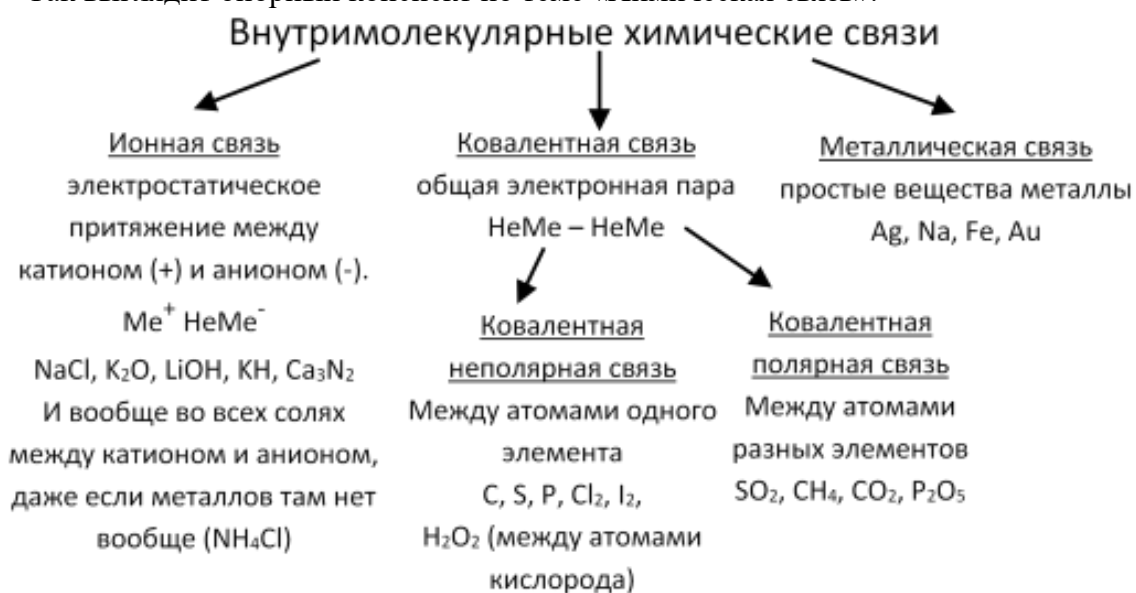 Внутримолекулярные химические связи
Ионная связь
электростатическое
притяжение между
катионом (+) и анионом (-).
Me⁺ HeMe⁻
NaCl, K₂O, LiOH, KH, Ca₃N₂
И вообще во всех солях
между катионом и анионом,
даже если металлов там нет
вообще (NH₄Cl)
Ковалентная связь
общая электронная пара
HeMe – HeMe
Ковалентная
неполярная связь
Между атомами одного
элемента
C, S, P, Cl₂, I₂,
H₂O₂ (между атомами
кислорода)
Ковалентная
полярная связь
Между атомами
разных элементов
SO₂, CH₄, CO₂, P₂O₅
Металлическая связь
простые вещества металлы
Ag, Na, Fe, Au